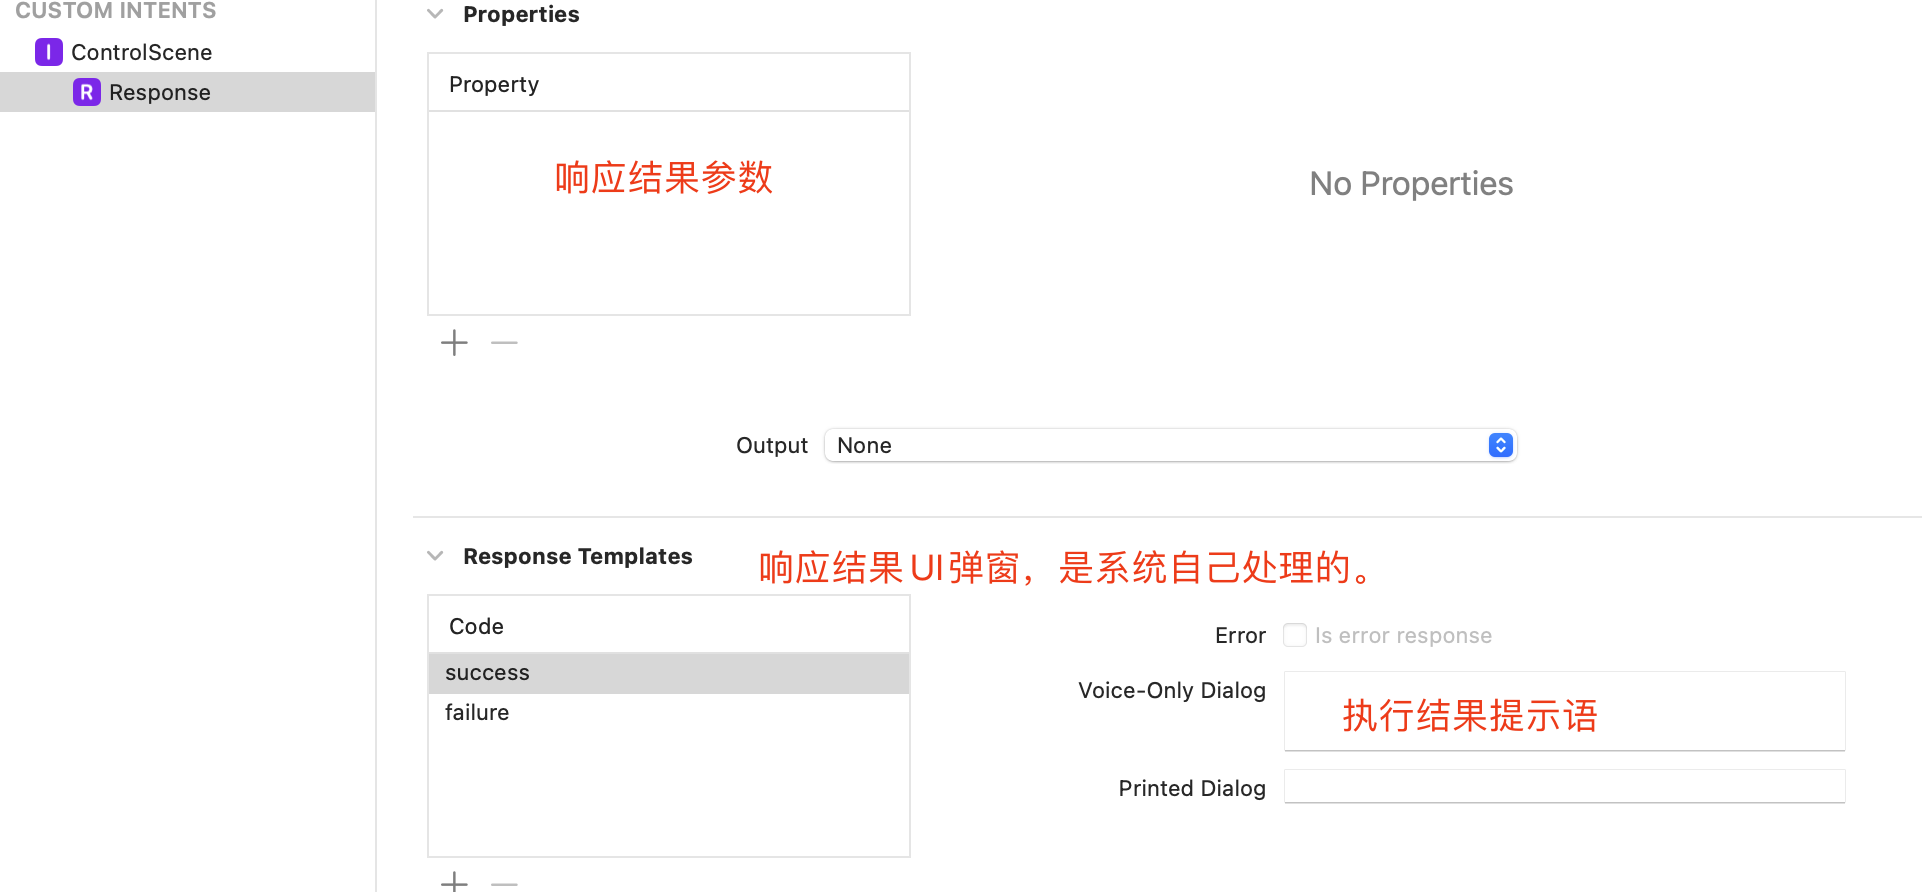 CUSTOM INTENTS
I ControlScene
R Response
Properties
Property
响应结果参数
No Properties
Output None
Response Templates
响应结果UI弹窗，是系统自己处理的。
Code
success
failure
Error Is error response
Voice-Only Dialog 执行结果提示语
Printed Dialog